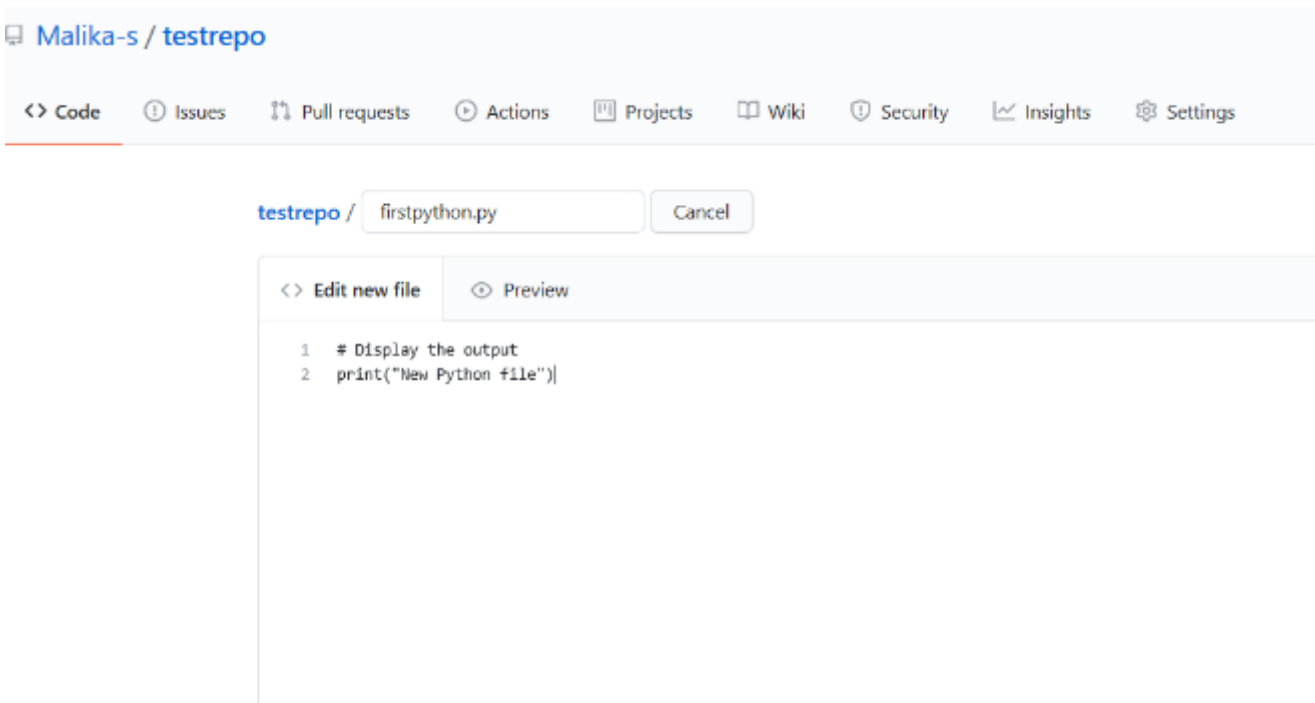 Malika-s / testrepo
<> Code Issues Pull requests Actions Projects Wiki Security Insights Settings
testrepo / firstpython.py Cancel
<> Edit new file Preview
1 # Display the output
2 print("New Python file")